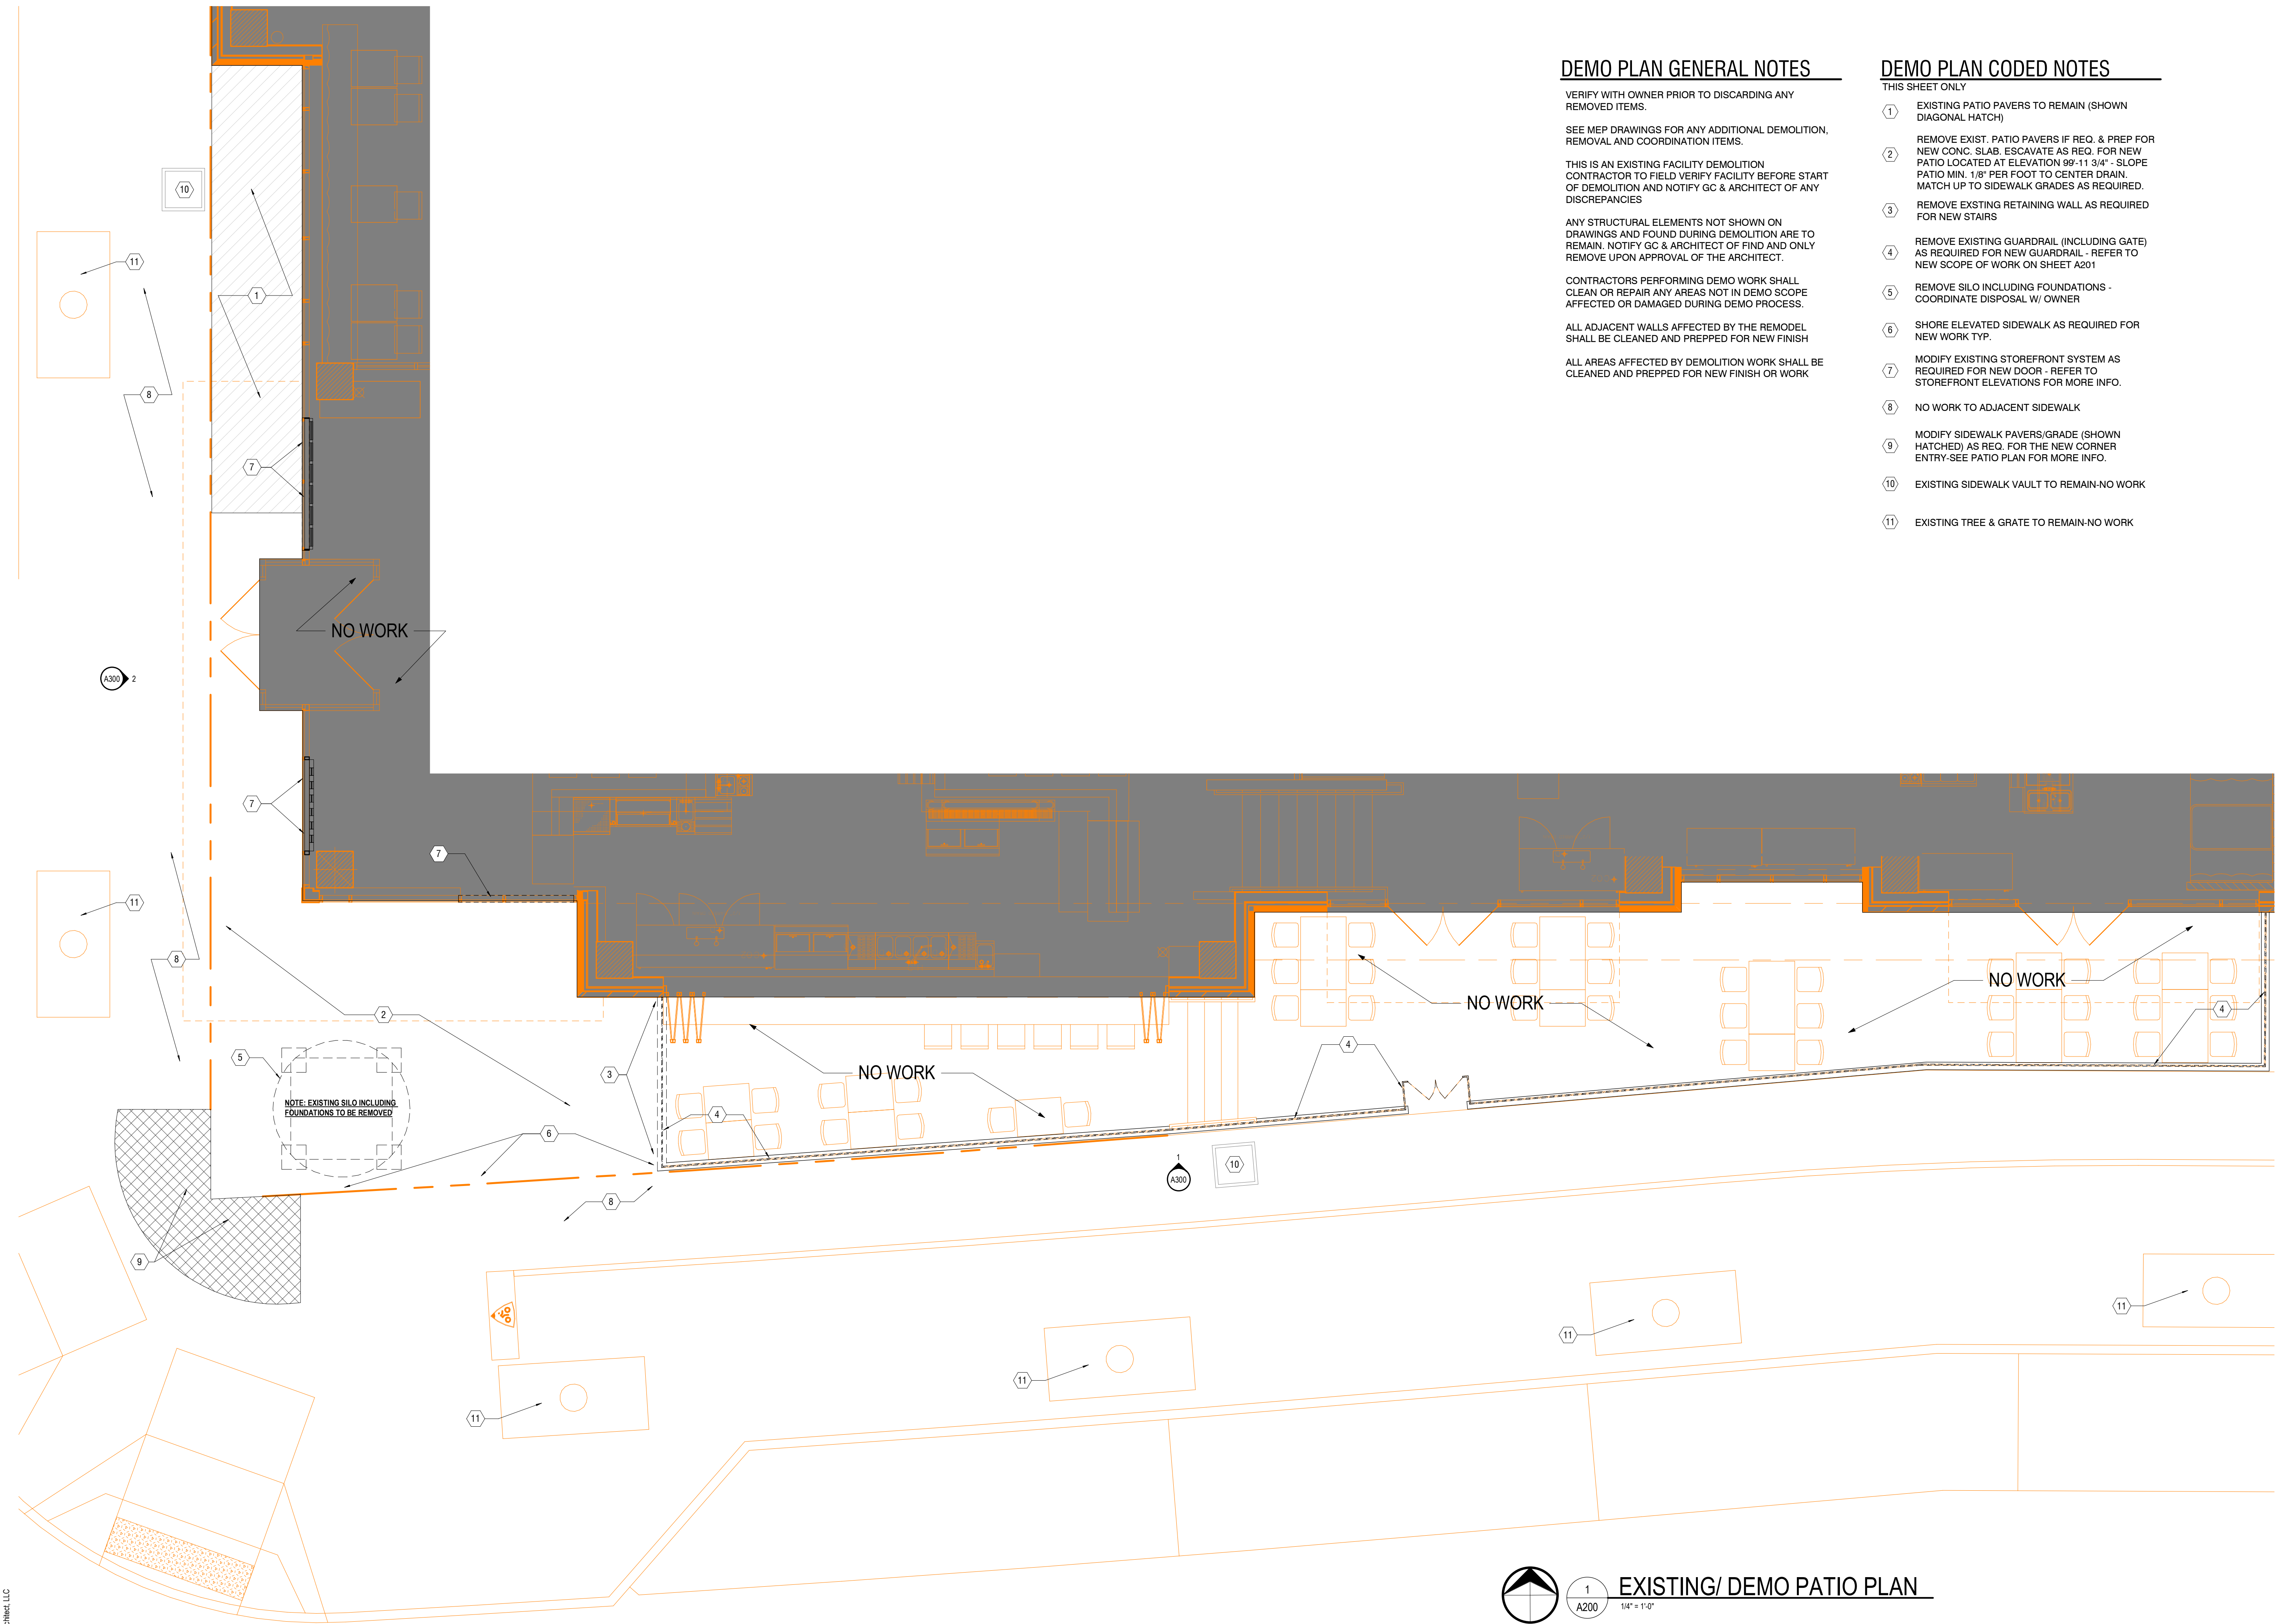 DEMO PLAN GENERAL NOTES
VERIFY WITH OWNER PRIOR TO DISCARDING ANY
REMOVED ITEMS.
SEE MEP DRAWINGS FOR ANY ADDITIONAL DEMOLITION,
REMOVAL AND COORDINATION ITEMS.
THIS IS AN EXISTING FACILITY DEMOLITION
CONTRACTOR TO FIELD VERIFY FACILITY BEFORE START
OF DEMOLITION AND NOTIFY GC & ARCHITECT OF ANY
DISCREPANCIES
ANY STRUCTURAL ELEMENTS NOT SHOWN ON
DRAWINGS AND FOUND DURING DEMOLITION ARE TO
REMAIN. NOTIFY GC & ARCHITECT OF FIND AND ONLY
REMOVE UPON APPROVAL OF THE ARCHITECT.
CONTRACTORS PERFORMING DEMO WORK SHALL
CLEAN OR REPAIR ANY AREAS NOT IN DEMO SCOPE
AFFECTED OR DAMAGED DURING DEMO PROCESS.
ALL ADJACENT WALLS AFFECTED BY THE REMODEL
SHALL BE CLEANED AND PREPPED FOR NEW FINISH
ALL AREAS AFFECTED BY DEMOLITION WORK SHALL BE
CLEANED AND PREPPED FOR NEW FINISH OR WORK
DEMO PLAN CODED NOTES
THIS SHEET ONLY
1 EXISTING PATIO PAVERS TO REMAIN (SHOWN
DIAGONAL HATCH)
2 REMOVE EXIST. PATIO PAVERS IF REQ. & PREP FOR
NEW CONC. SLAB. ESCAVATE AS REQ. FOR NEW
PATIO LOCATED AT ELEVATION 99'-11 3/4" - SLOPE
PATIO MIN. 1/8" PER FOOT TO CENTER DRAIN.
MATCH UP TO SIDEWALK GRADES AS REQUIRED.
3 REMOVE EXSTING RETAINING WALL AS REQUIRED
FOR NEW STAIRS
4 REMOVE EXISTING GUARDRAIL (INCLUDING GATE)
AS REQUIRED FOR NEW GUARDRAIL - REFER TO
NEW SCOPE OF WORK ON SHEET A201
5 REMOVE SILO INCLUDING FOUNDATIONS -
COORDINATE DISPOSAL W/ OWNER
6 SHORE ELEVATED SIDEWALK AS REQUIRED FOR
NEW WORK TYP.
7 MODIFY EXISTING STOREFRONT SYSTEM AS
REQUIRED FOR NEW DOOR - REFER TO
STOREFRONT ELEVATIONS FOR MORE INFO.
8 NO WORK TO ADJACENT SIDEWALK
9 MODIFY SIDEWALK PAVERS/GRADE (SHOWN
HATCHED) AS REQ. FOR THE NEW CORNER
ENTRY-SEE PATIO PLAN FOR MORE INFO.
10 EXISTING SIDEWALK VAULT TO REMAIN-NO WORK
11 EXISTING TREE & GRATE TO REMAIN-NO WORK
10
11
1
8
7
NO WORK
A300 2
7
7
11
8
2
5
NOTE: EXISTING SILO INCLUDING
FOUNDATIONS TO BE REMOVED
3
NO WORK
4
6
8
9
NO WORK
NO WORK
4
4
1
A300
10
11
11
11
11
1
A200
EXISTING/ DEMO PATIO PLAN
1/4" = 1'-0"
chitect, LLC